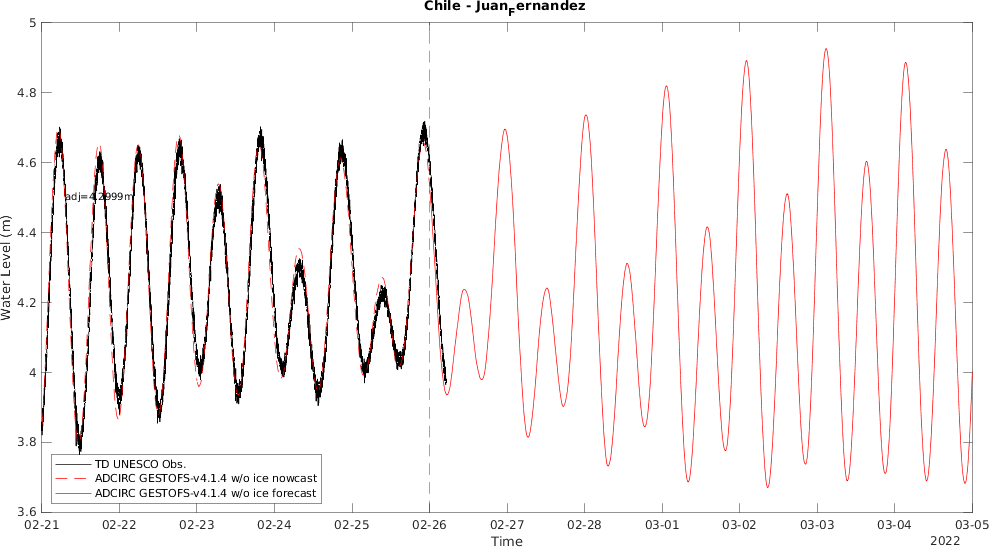 Chile - JuanFernandez
5
4.8
4.6
4.4
4.2
4
3.8
3.6
Water Level (m)
adj=4.2999m
TD UNESCO Obs.
ADCIRC GESTOFS-v4.1.4 w/o ice nowcast
ADCIRC GESTOFS-v4.1.4 w/o ice forecast
02-21 02-22 02-23 02-24 02-25 02-26 02-27 02-28 03-01 03-02 03-03 03-04 03-05
Time
2022